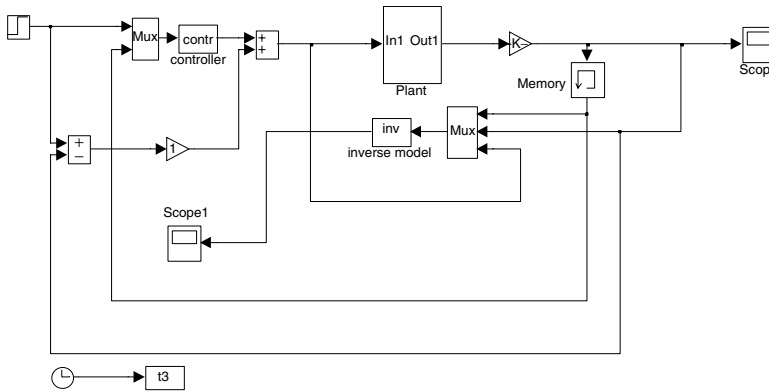 Mux
contr
controller
+
+
In1 Out1
Plant
K-
Scop
Memory
Mux
inv
inverse model
+
−
1
Scope1
t3